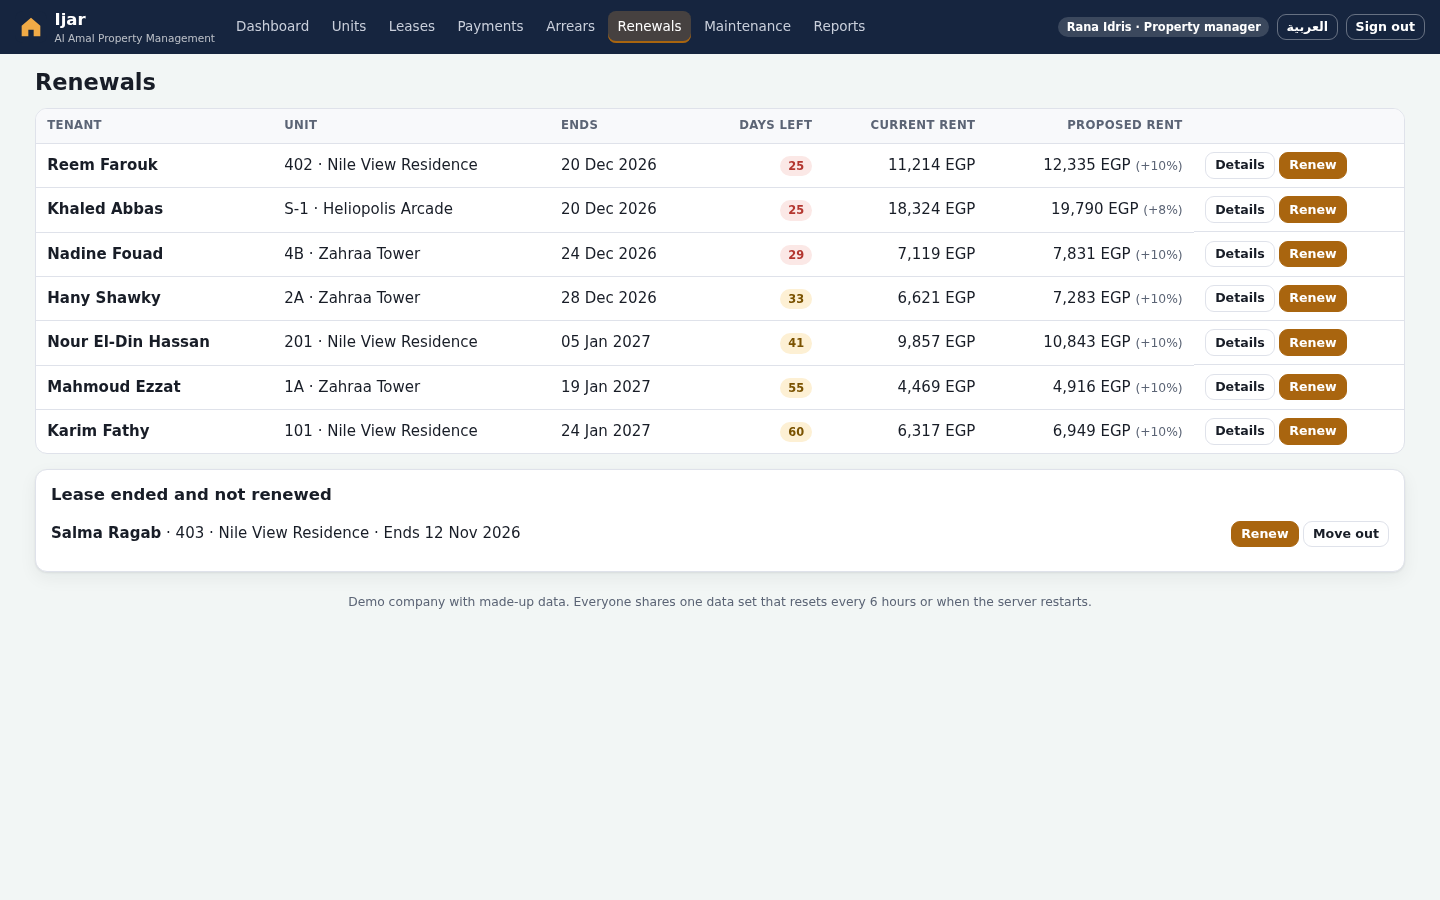 Ijar
Al Amal Property Management
Dashboard Units Leases Payments Arrears Renewals Maintenance Reports
Rana Idris · Property manager العربية Sign out
Renewals
TENANT UNIT ENDS DAYS LEFT CURRENT RENT PROPOSED RENT
Reem Farouk 402 · Nile View Residence 20 Dec 2026 25 11,214 EGP 12,335 EGP (+10%) Details Renew
Khaled Abbas S-1 · Heliopolis Arcade 20 Dec 2026 25 18,324 EGP 19,790 EGP (+8%) Details Renew
Nadine Fouad 4B · Zahraa Tower 24 Dec 2026 29 7,119 EGP 7,831 EGP (+10%) Details Renew
Hany Shawky 2A · Zahraa Tower 28 Dec 2026 33 6,621 EGP 7,283 EGP (+10%) Details Renew
Nour El-Din Hassan 201 · Nile View Residence 05 Jan 2027 41 9,857 EGP 10,843 EGP (+10%) Details Renew
Mahmoud Ezzat 1A · Zahraa Tower 19 Jan 2027 55 4,469 EGP 4,916 EGP (+10%) Details Renew
Karim Fathy 101 · Nile View Residence 24 Jan 2027 60 6,317 EGP 6,949 EGP (+10%) Details Renew
Lease ended and not renewed
Salma Ragab · 403 · Nile View Residence · Ends 12 Nov 2026 Renew Move out
Demo company with made-up data. Everyone shares one data set that resets every 6 hours or when the server restarts.